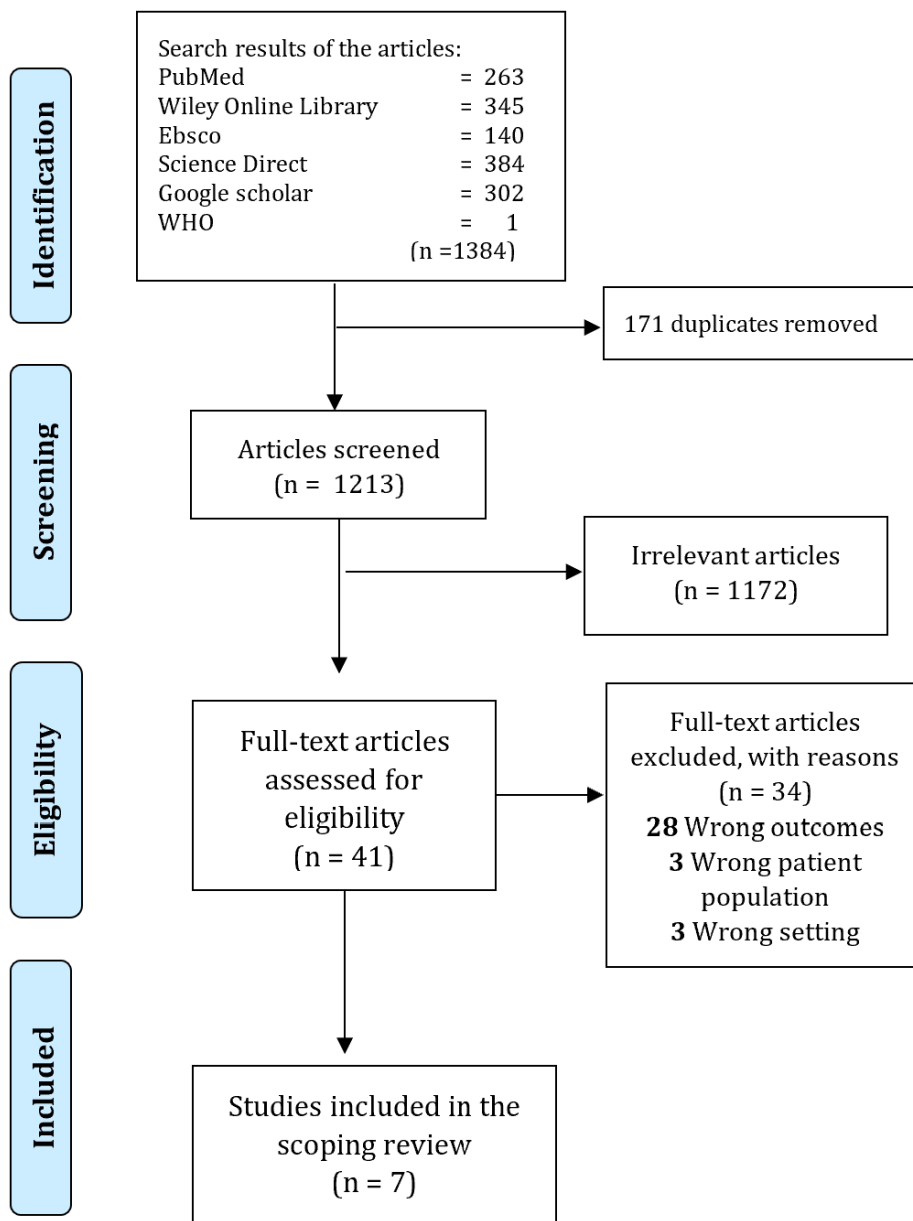 Identification
Search results of the articles:
PubMed = 263
Wiley Online Library = 345
Ebsco = 140
Science Direct = 384
Google scholar = 302
WHO = 1
(n =1384)
171 duplicates removed
Screening
Articles screened
(n = 1213)
Irrelevant articles
(n = 1172)
Eligibility
Full-text articles
assessed for
eligibility
(n = 41)
Full-text articles
excluded, with reasons
(n = 34)
28 Wrong outcomes
3 Wrong patient
population
3 Wrong setting
Included
Studies included in the
scoping review
(n = 7)